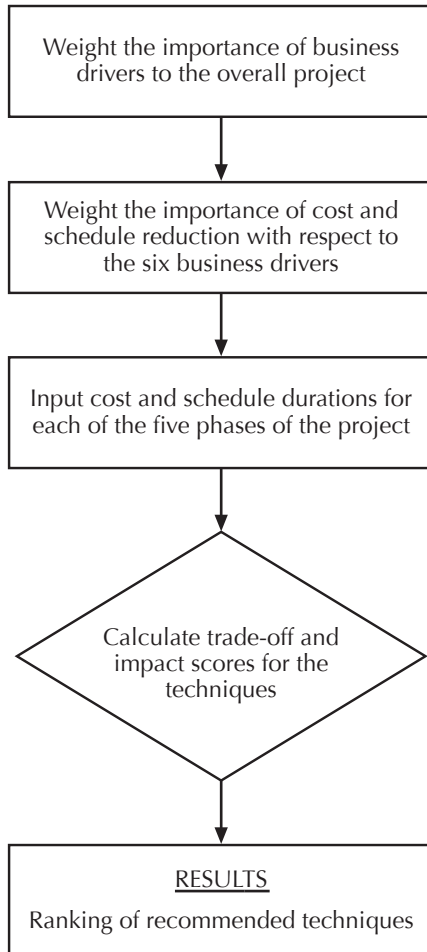 Weight the importance of business
drivers to the overall project
Weight the importance of cost and
schedule reduction with respect to
the six business drivers
Input cost and schedule durations for
each of the five phases of the project
Calculate trade-off and
impact scores for the
techniques
RESULTS
Ranking of recommended techniques